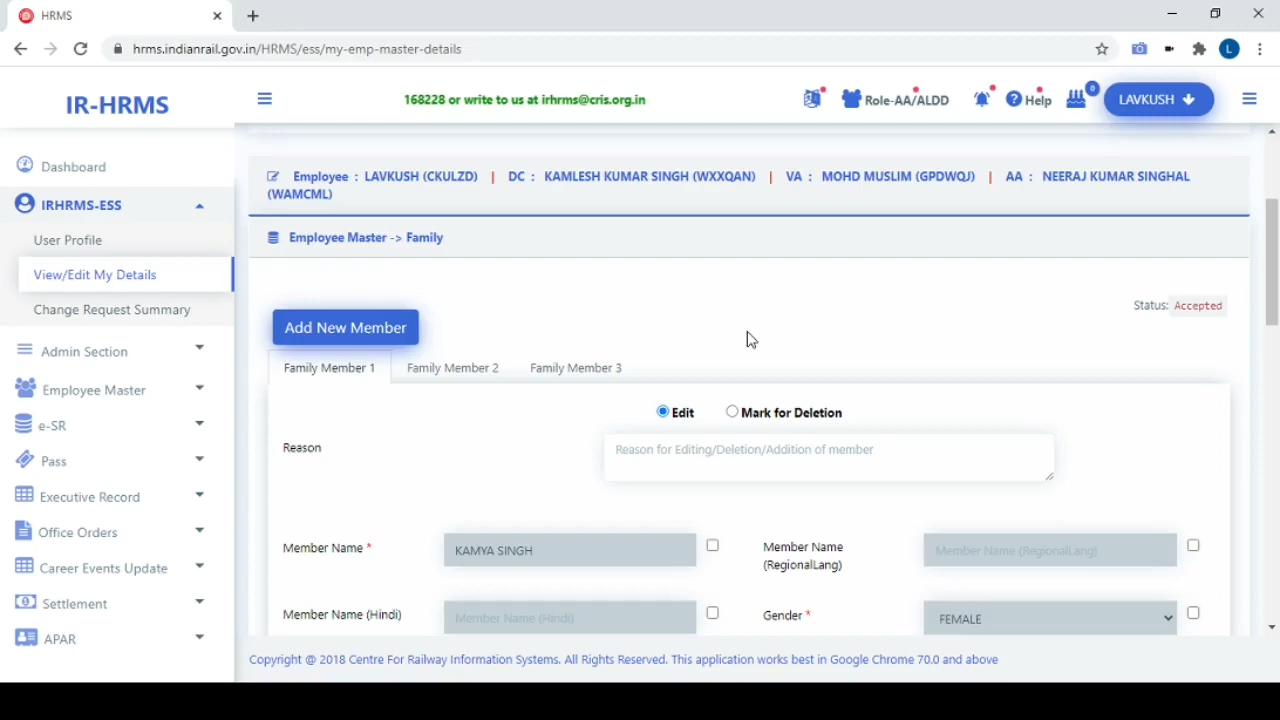 HRMS
hrms.indianrail.gov.in/HRMS/ess/my-emp-master-details
L
IR-HRMS
168228 or write to us at irhrms@cris.org.in
Role-AA/ALDD
Help
0
LAVKUSH
Dashboard
IRHRMS-ESS
User Profile
View/Edit My Details
Change Request Summary
Admin Section
Employee Master
e-SR
Pass
Executive Record
Office Orders
Career Events Update
Settlement
APAR
Employee : LAVKUSH (CKULZD) | DC : KAMLESH KUMAR SINGH (WXXQAN) | VA : MOHD MUSLIM (GPDWQJ) | AA : NEERAJ KUMAR SINGHAL
(WAMCML)
Employee Master -> Family
Status: Accepted
Add New Member
Family Member 1 Family Member 2 Family Member 3
Edit Mark for Deletion
Reason Reason for Editing/Deletion/Addition of member
Member Name * KAMYA SINGH Member Name
(RegionalLang) Member Name (RegionalLang)
Member Name (Hindi) Member Name (Hindi) Gender * FEMALE
Copyright @ 2018 Centre For Railway Information Systems. All Rights Reserved. This application works best in Google Chrome 70.0 and above